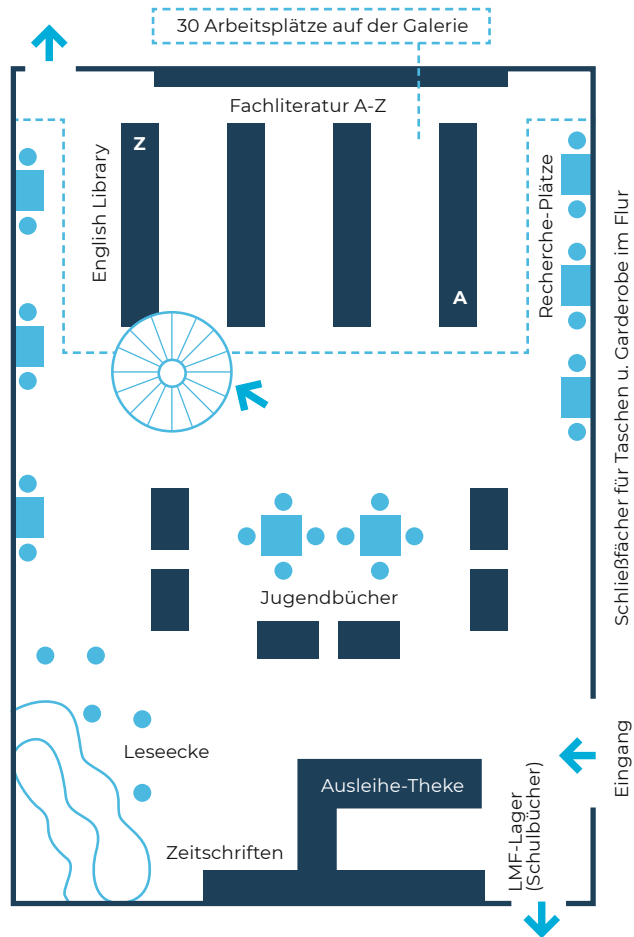 30 Arbeitsplätze auf der Galerie
Fachliteratur A-Z
English Library
Z
A
Recherche-Plätze
Schließfächer für Taschen u. Garderobe im Flur
Jugendbücher
Leseecke
Eingang
Ausleihe-Theke
Zeitschriften
LMF-Lager
(Schulbücher)